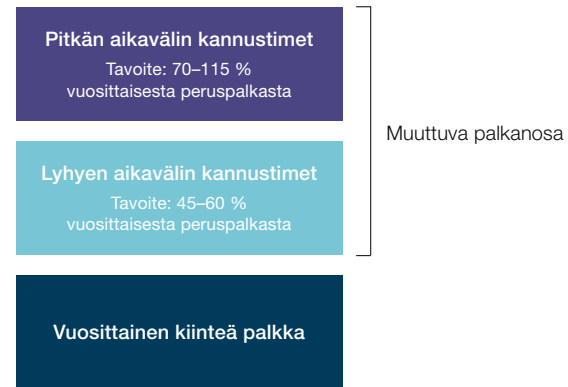 Pitkän aikavälin kannustimet
Tavoite: 70–115 %
vuosittaisesta peruspalkasta
Muuttuva palkanosa
Lyhyen aikavälin kannustimet
Tavoite: 45–60 %
vuosittaisesta peruspalkasta
Vuosittainen kiinteä palkka